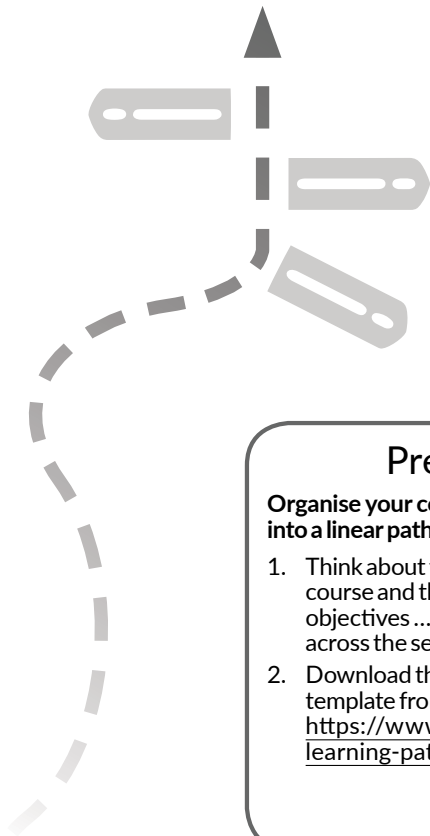 Pre
Organise your c
into a linear path
1. Think about
course and th
objectives ...
across the se
2. Download th
template fro
https://www
learning-pat